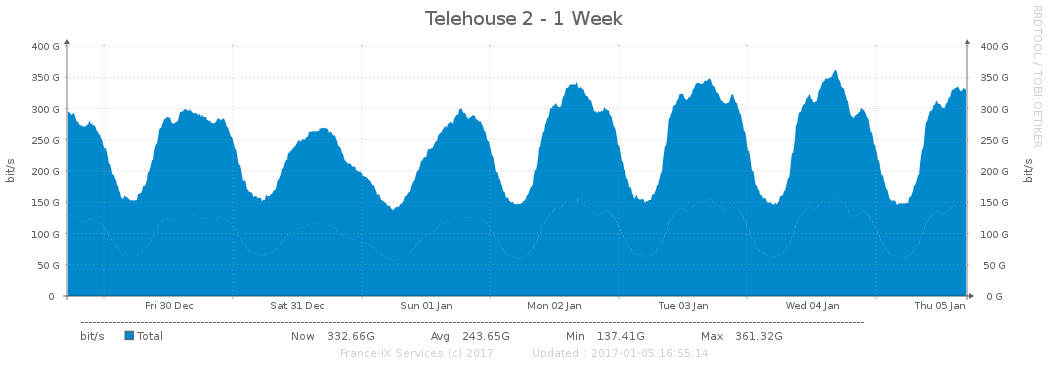 Telehouse 2 - 1 Week
RRDTOOL / TOBI OETIKER
400 G 400 G
350 G 350 G
300 G 300 G
250 G 250 G
200 G 200 G
150 G 150 G
100 G 100 G
50 G 50 G
0 0 G
bit/s bit/s
Fri 30 Dec Sat 31 Dec Sun 01 Jan Mon 02 Jan Tue 03 Jan Wed 04 Jan Thu 05 Jan
bit/s Total Now 332.66G Avg 243.65G Min 137.41G Max 361.32G
France-IX Services (c) 2017 Updated : 2017-01-05 16:55:14